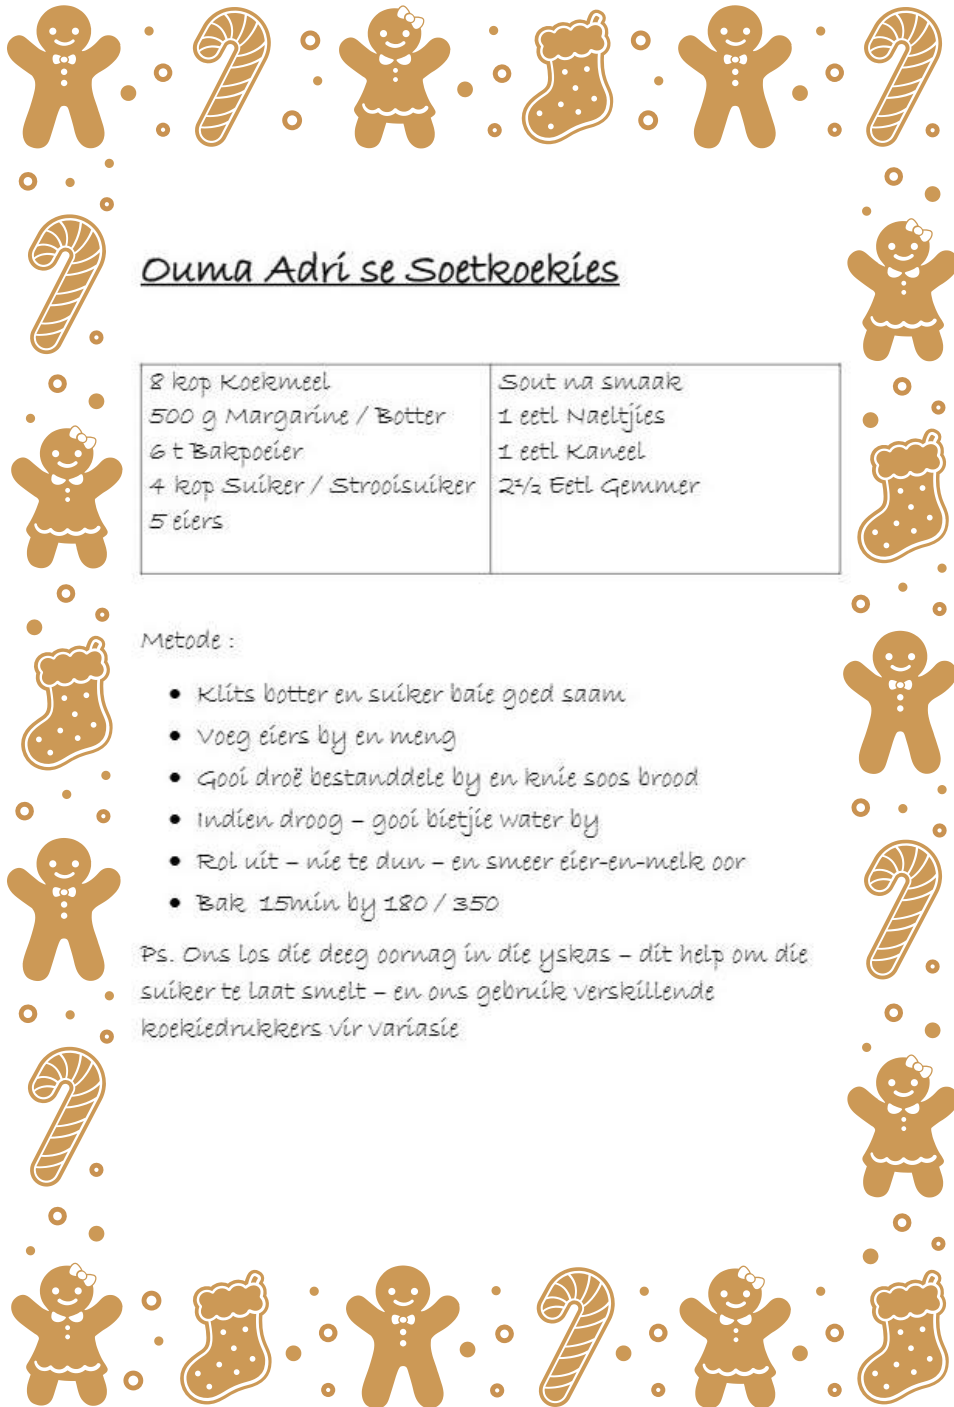 Ouma Adri se Soetkoekies
8 kop Koekmeel
500 g Margarine / Botter
6 t Bakpoeier
4 kop Suiker / Strooisuiker
5 eiers
Sout na smaak
1 eetl Naeltjies
1 eetl Kaneel
2½ Eetl Gemmer
Metode :
• Klits botter en suiker baie goed saam
• Voeg eiers by en meng
• Gooi droë bestanddele by en knie soos brood
• Indien droog – gooi bietjie water by
• Rol uit – nie te dun – en smeer eier-en-melk oor
• Bak 15min by 180 / 350
Ps. Ons los die deeg oornag in die yskas – dit help om die
suiker te laat smelt – en ons gebruik verskillende
koekiedrukkers vir variasie